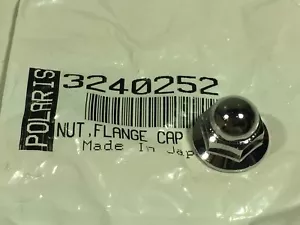 POLARIS
3240252
NUT,FLANGE CAP
Made In Jap